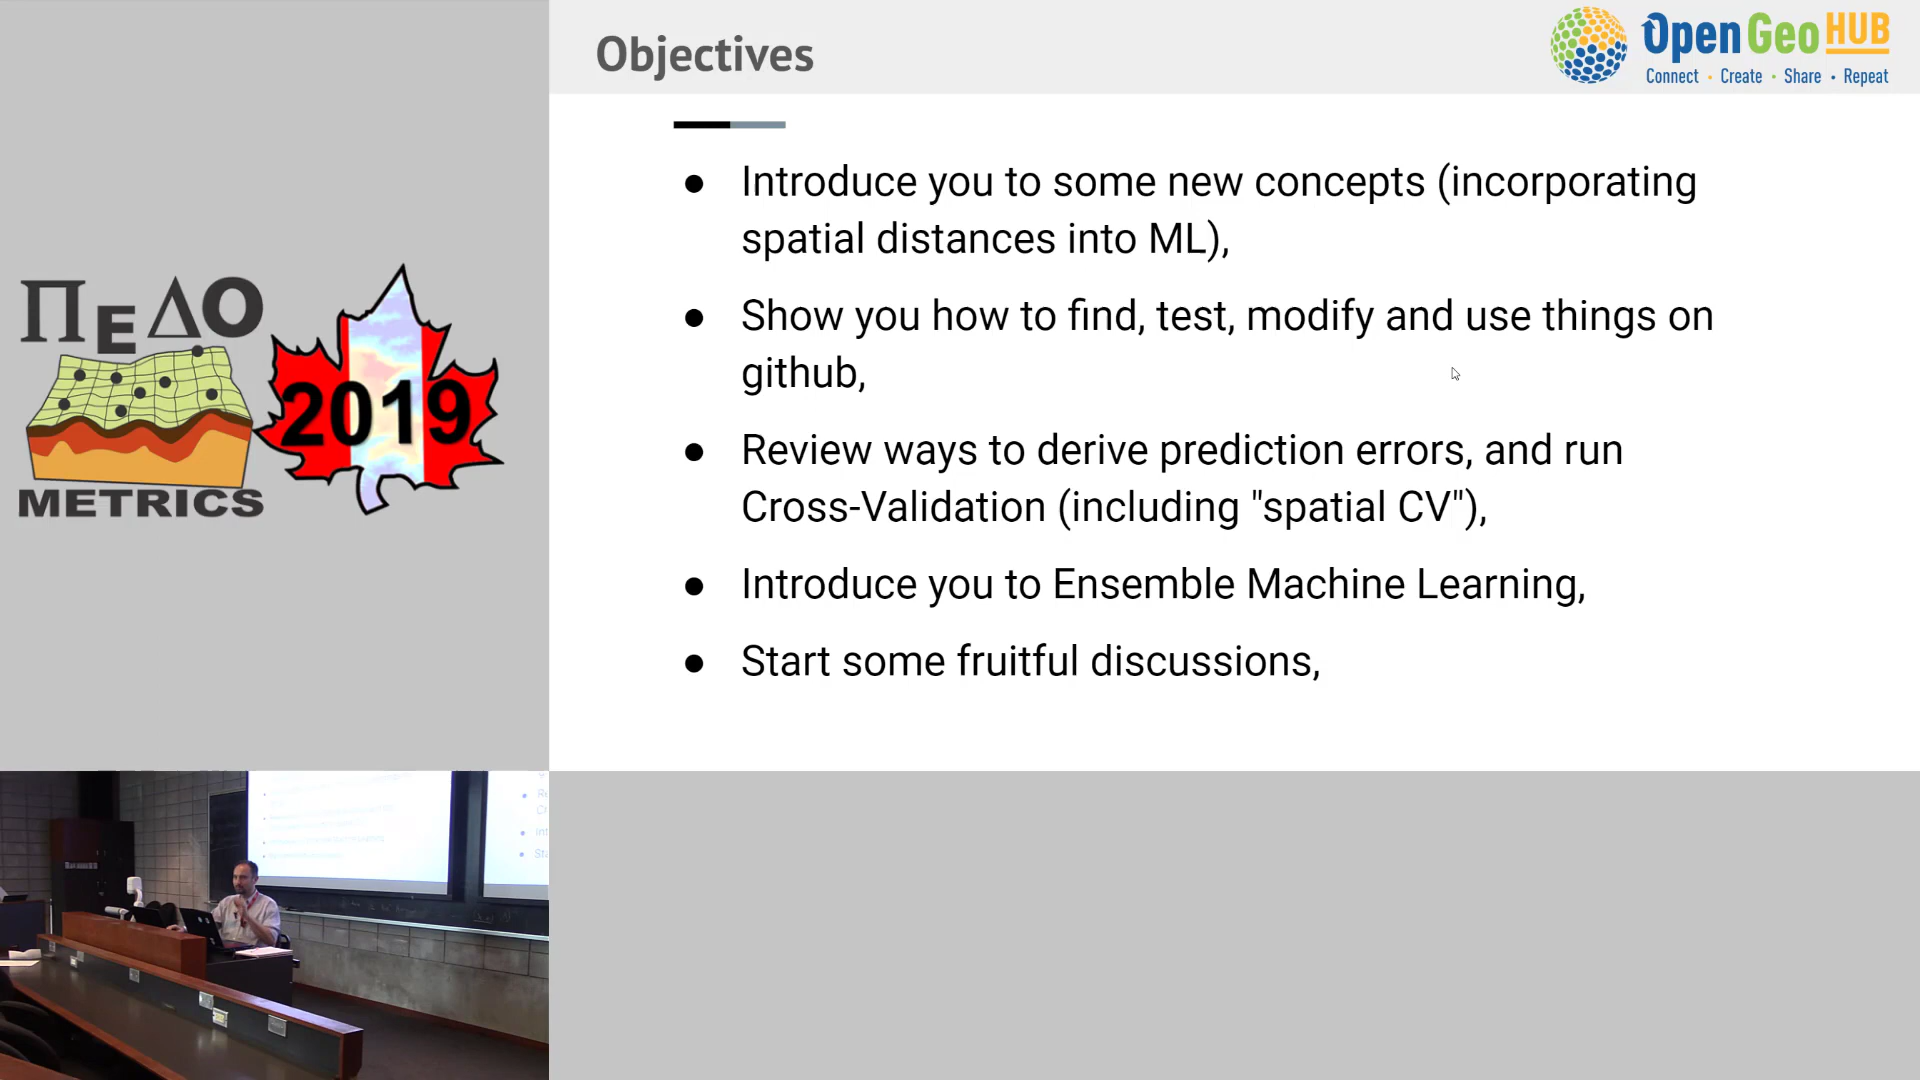 Objectives
Open Geo HUB
Connect • Create • Share • Repeat
● Introduce you to some new concepts (incorporating
spatial distances into ML),
● Show you how to find, test, modify and use things on
github,
● Review ways to derive prediction errors, and run
Cross-Validation (including "spatial CV"),
● Introduce you to Ensemble Machine Learning,
● Start some fruitful discussions,
ΠΕΔΟ
METRICS
2019